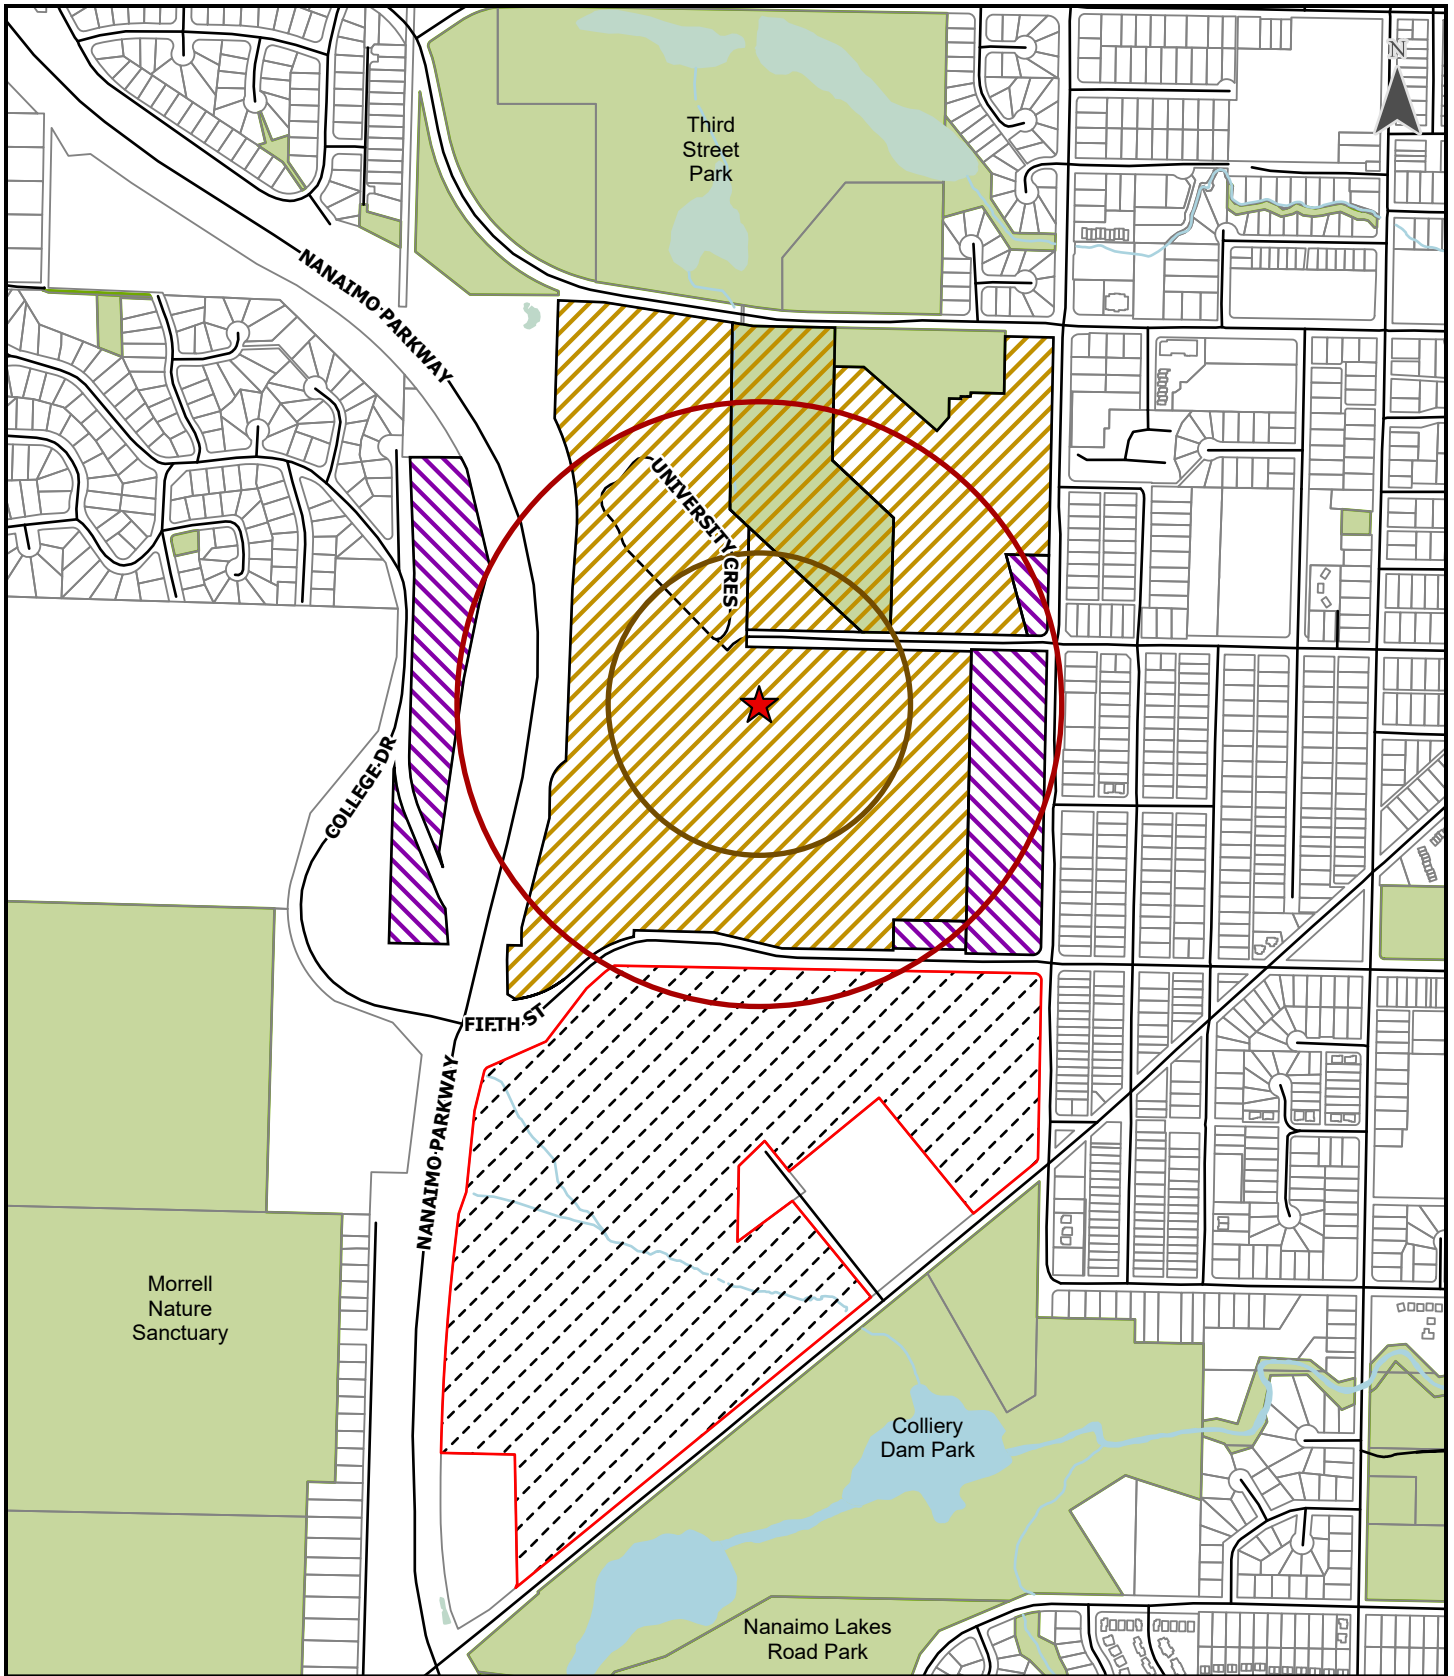 N
Third
Street
Park
NANAIMO PARKWAY
UNIVERSITY CRES
COLLEGE DR
FIFTH ST
NANAIMO PARKWAY
Morrell
Nature
Sanctuary
Colliery
Dam Park
Nanaimo Lakes
Road Park